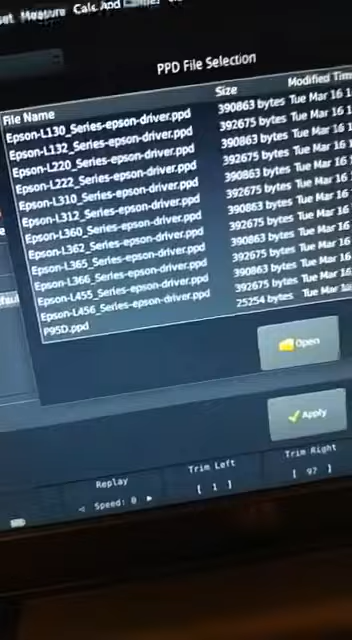 Measure Calc And
PPD File Selection
File Name Size Modified Time
Epson-L130_Series-epson-driver.ppd 390863 bytes Tue Mar 16 1
Epson-L132_Series-epson-driver.ppd 392675 bytes Tue Mar 16 1
Epson-L220_Series-epson-driver.ppd 390863 bytes Tue Mar 16 1
Epson-L222_Series-epson-driver.ppd 392675 bytes Tue Mar 16
Epson-L310_Series-epson-driver.ppd 390863 bytes Tue Mar 16
Epson-L312_Series-epson-driver.ppd 392675 bytes Tue Mar 16
Epson-L360_Series-epson-driver.ppd 390863 bytes Tue Mar 16
Epson-L362_Series-epson-driver.ppd 392675 bytes Tue Mar 16
Epson-L365_Series-epson-driver.ppd 390863 bytes Tue Mar 16
Epson-L366_Series-epson-driver.ppd 392675 bytes Tue Mar 16
Epson-L455_Series-epson-driver.ppd 390863 bytes Tue Mar 16
Epson-L456_Series-epson-driver.ppd 392675 bytes Tue Mar 16
P95D.ppd 25254 bytes Tue Mar
Open
Apply
Replay Trim Left Trim Right
Speed: 0 [ 1 ] [ 97 ]